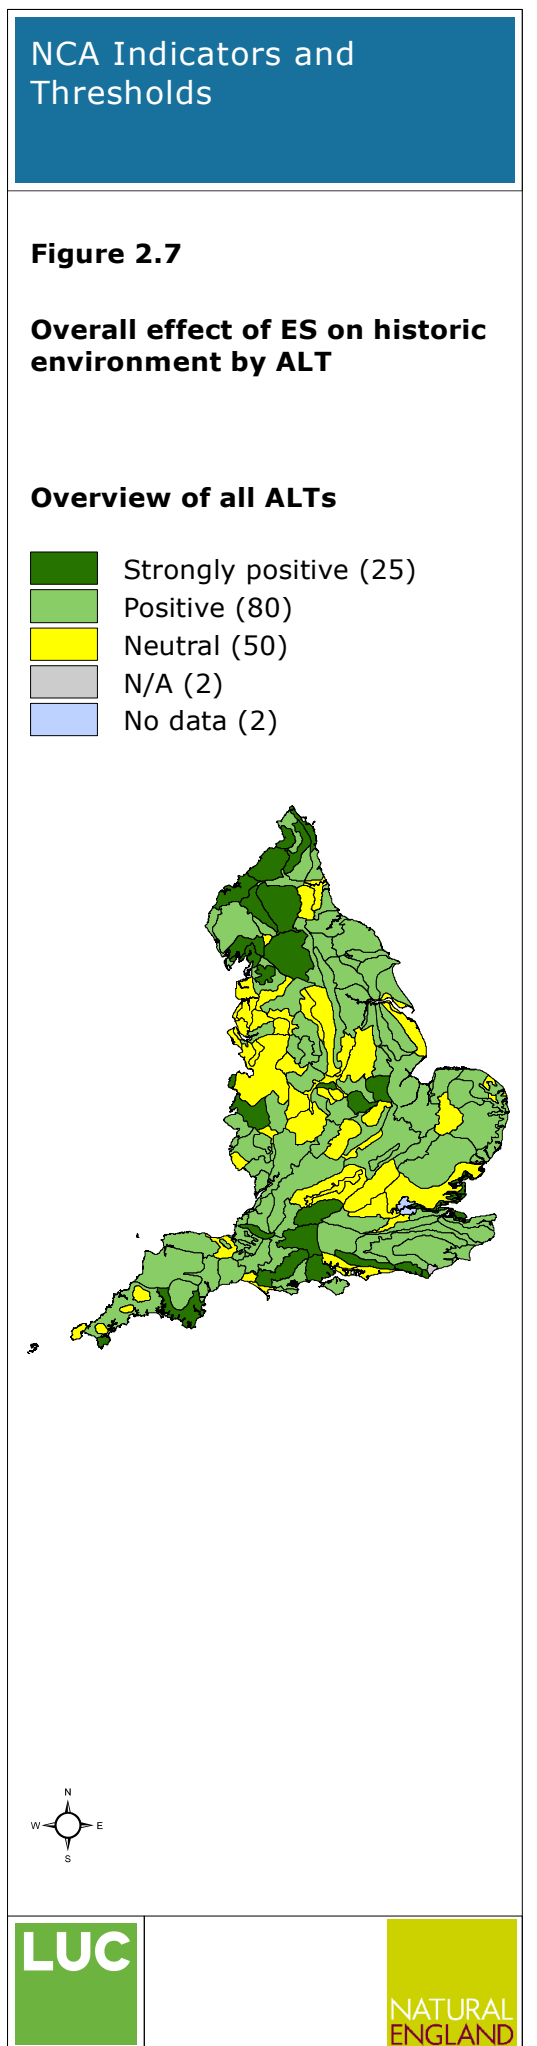 NCA Indicators and
Thresholds
Figure 2.7
Overall effect of ES on historic
environment by ALT
Overview of all ALTs
Strongly positive (25)
Positive (80)
Neutral (50)
N/A (2)
No data (2)
N
W E
S
LUC
NATURAL
ENGLAND